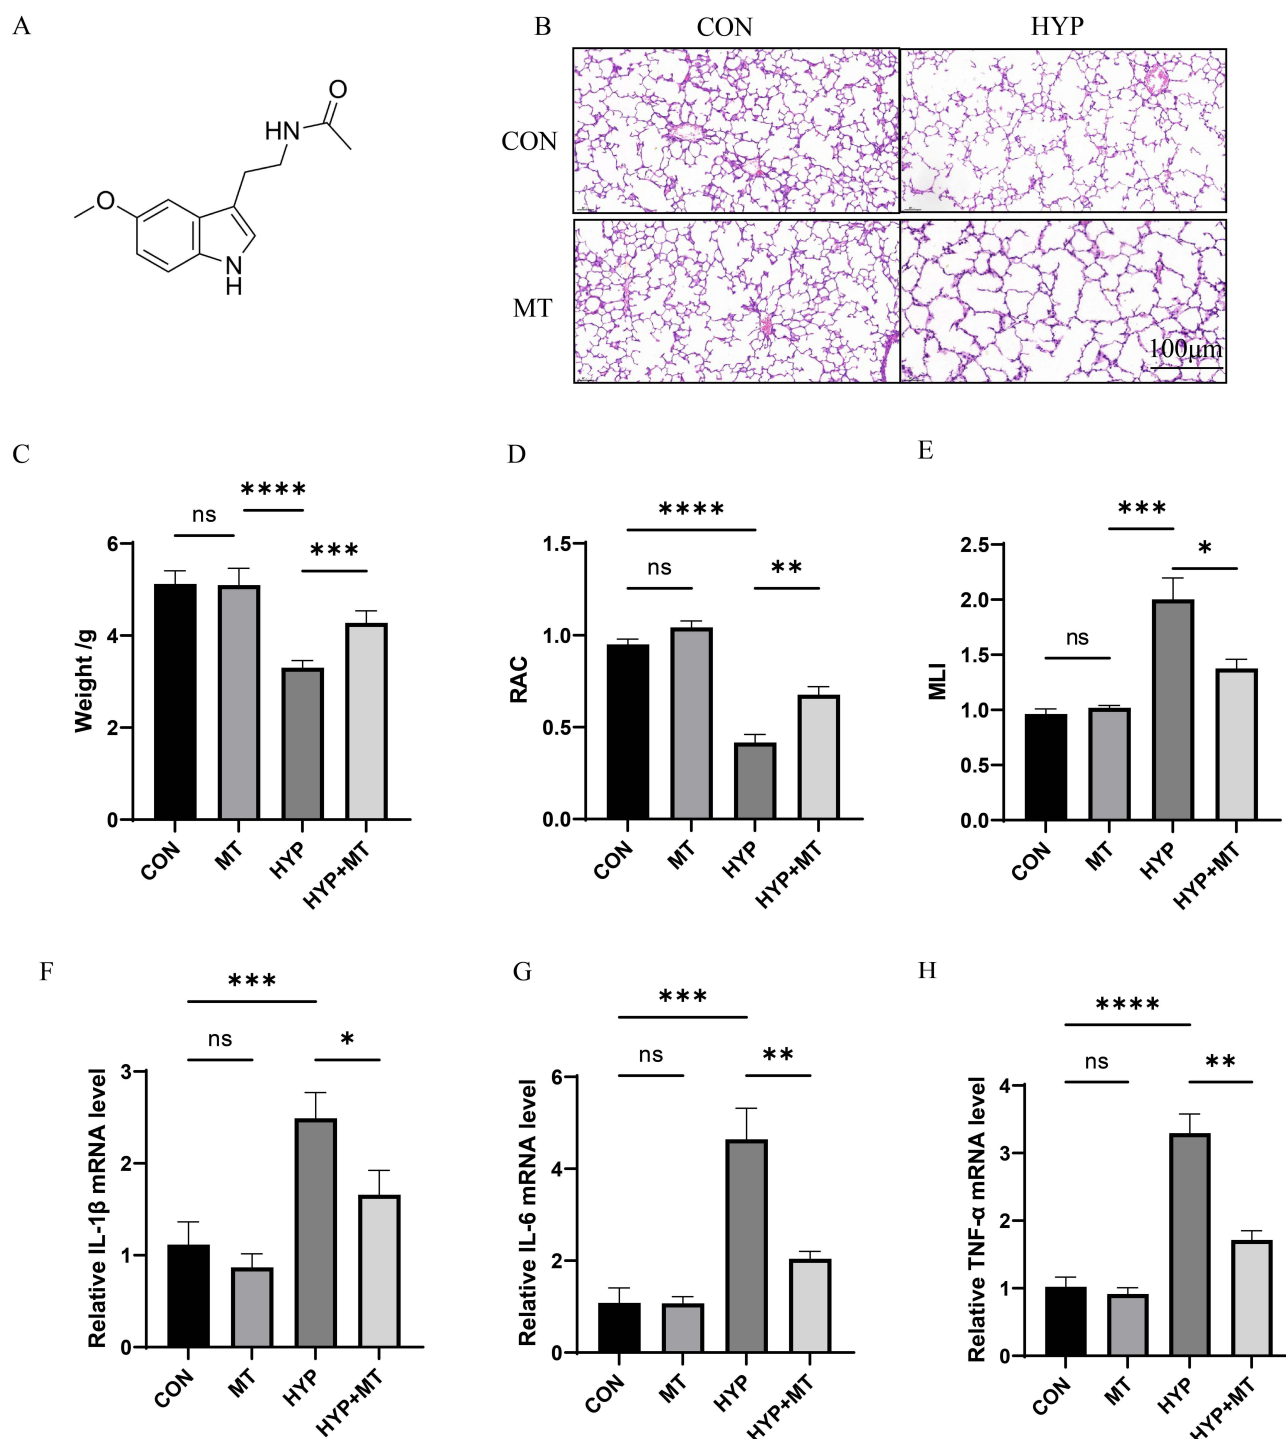 A
O
HN
O
N
H
B
CON
HYP
CON
MT
100μm
C
****
ns
***
6
4
2
0
Weight /g
CON
MT
HYP
HYP+MT
D
****
ns
**
1.5
1.0
0.5
0.0
RAC
CON
MT
HYP
HYP+MT
E
***
*
ns
2.5
2.0
1.5
1.0
0.5
0.0
MLI
CON
MT
HYP
HYP+MT
F
***
ns
*
3
2
1
0
Relative IL-1β mRNA level
CON
MT
HYP
HYP+MT
G
***
ns
**
6
4
2
0
Relative IL-6 mRNA level
CON
MT
HYP
HYP+MT
H
****
ns
**
4
3
2
1
0
Relative TNF-α mRNA level
CON
MT
HYP
HYP+MT